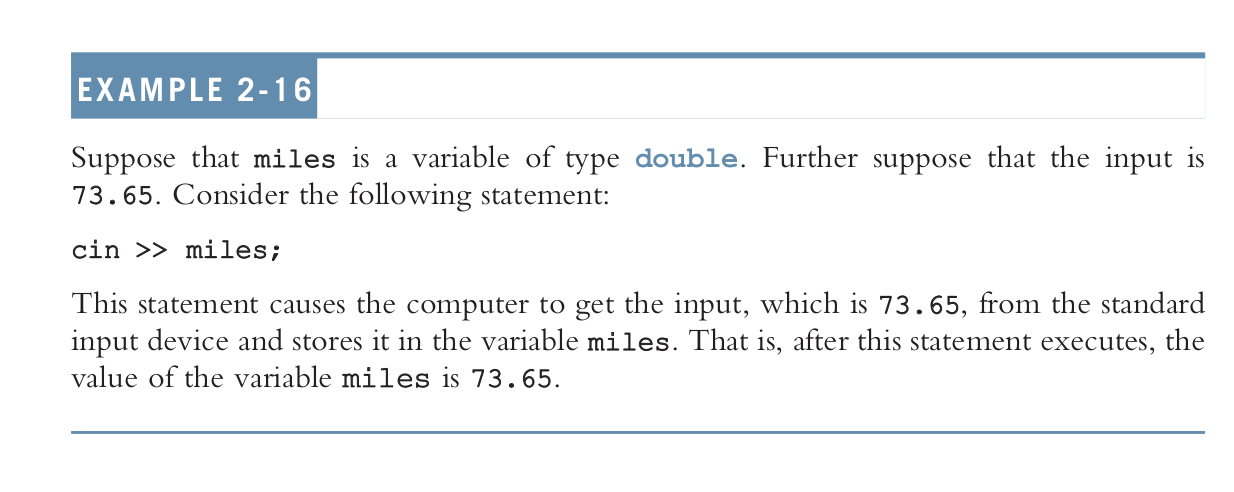 EXAMPLE 2-16
Suppose that miles is a variable of type double. Further suppose that the input is
73.65. Consider the following statement:
cin >> miles;
This statement causes the computer to get the input, which is 73.65, from the standard
input device and stores it in the variable miles. That is, after this statement executes, the
value of the variable miles is 73.65.